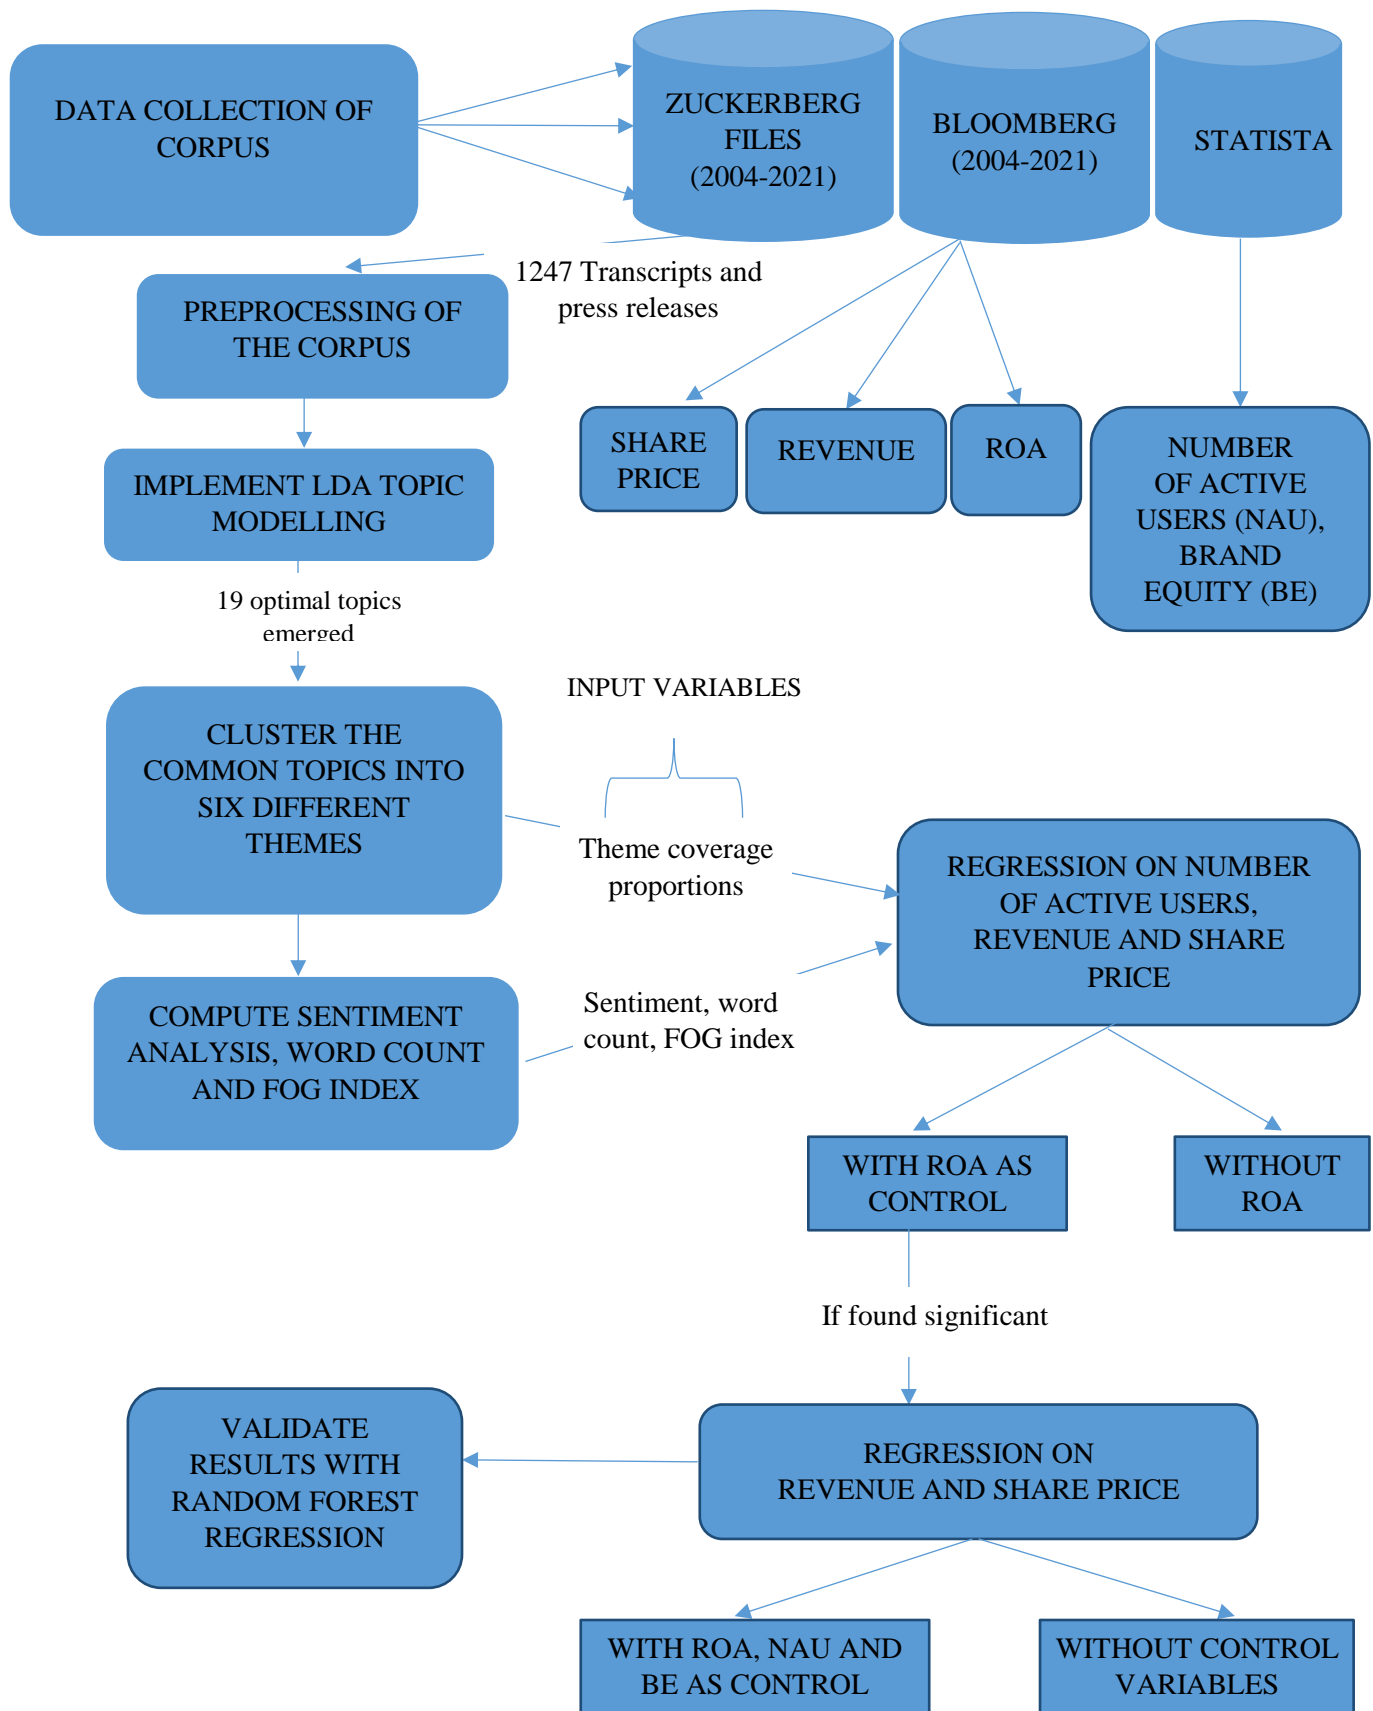 DATA COLLECTION OF
CORPUS
ZUCKERBERG
FILES
(2004-2021)
BLOOMBERG
(2004-2021)
STATISTA
1247 Transcripts and
press releases
PREPROCESSING OF
THE CORPUS
SHARE
PRICE
REVENUE
ROA
NUMBER
OF ACTIVE
USERS (NAU),
BRAND
EQUITY (BE)
IMPLEMENT LDA TOPIC
MODELLING
19 optimal topics
emerged
INPUT VARIABLES
CLUSTER THE
COMMON TOPICS INTO
SIX DIFFERENT
THEMES
Theme coverage
proportions
REGRESSION ON NUMBER
OF ACTIVE USERS,
REVENUE AND SHARE
PRICE
COMPUTE SENTIMENT
ANALYSIS, WORD COUNT
AND FOG INDEX
Sentiment, word
count, FOG index
WITH ROA AS
CONTROL
WITHOUT
ROA
If found significant
VALIDATE
RESULTS WITH
RANDOM FOREST
REGRESSION
REGRESSION ON
REVENUE AND SHARE PRICE
WITH ROA, NAU AND
BE AS CONTROL
WITHOUT CONTROL
VARIABLES